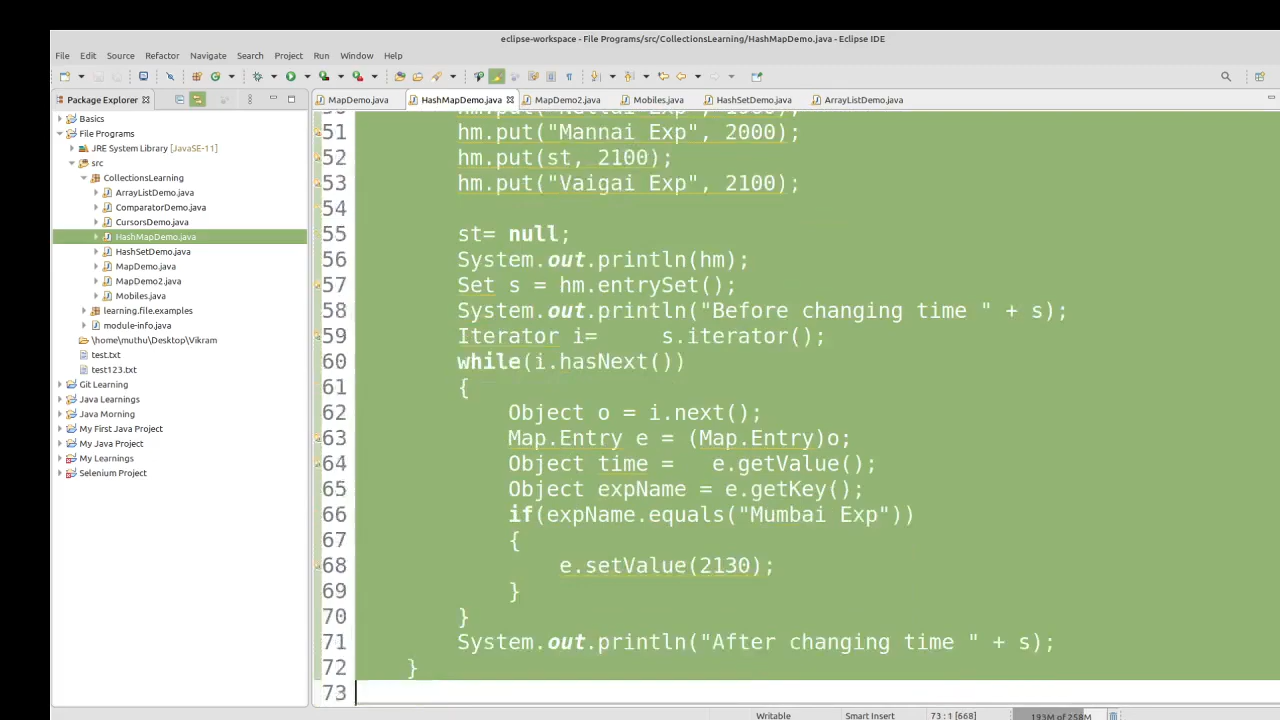 eclipse-workspace - File Programs/src/CollectionsLearning/HashMapDemo.java - Eclipse IDE
File Edit Source Refactor Navigate Search Project Run Window Help
Package Explorer
MapDemo.java HashMapDemo.java MapDemo2.java Mobiles.java HashSetDemo.java ArrayListDemo.java
Basics
File Programs
JRE System Library [JavaSE-11]
src
CollectionsLearning
ArrayListDemo.java
ComparatorDemo.java
CursorsDemo.java
HashMapDemo.java
HashSetDemo.java
MapDemo.java
MapDemo2.java
Mobiles.java
learning.file.examples
module-info.java
\home\muthu\Desktop\Vikram
test.txt
test123.txt
Git Learning
Java Learnings
Java Morning
My First Java Project
My Java Project
My Learnings
Selenium Project
51 hm.put("Mannai Exp", 2000);
52 hm.put(st, 2100);
53 hm.put("Vaigai Exp", 2100);
54
55 st= null;
56 System.out.println(hm);
57 Set s = hm.entrySet();
58 System.out.println("Before changing time " + s);
59 Iterator i= s.iterator();
60 while(i.hasNext())
61 {
62 Object o = i.next();
63 Map.Entry e = (Map.Entry)o;
64 Object time = e.getValue();
65 Object expName = e.getKey();
66 if(expName.equals("Mumbai Exp"))
67 {
68 e.setValue(2130);
69 }
70 }
71 System.out.println("After changing time " + s);
72 }
73
Writable Smart Insert 73 : 1 [668] 193M of 258M